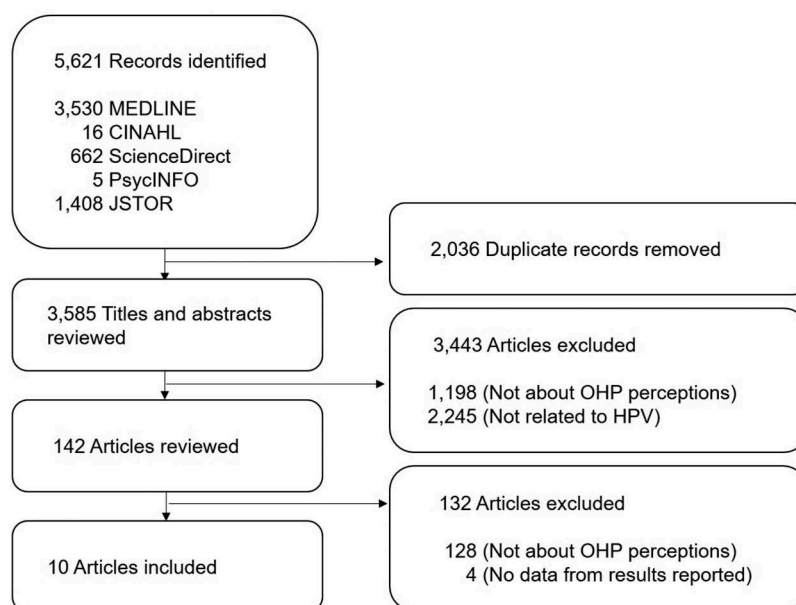 5,621 Records identified
3,530 MEDLINE
16 CINAHL
662 ScienceDirect
5 PsycINFO
1,408 JSTOR
2,036 Duplicate records removed
3,585 Titles and abstracts
reviewed
3,443 Articles excluded
1,198 (Not about OHP perceptions)
2,245 (Not related to HPV)
142 Articles reviewed
132 Articles excluded
128 (Not about OHP perceptions)
4 (No data from results reported)
10 Articles included